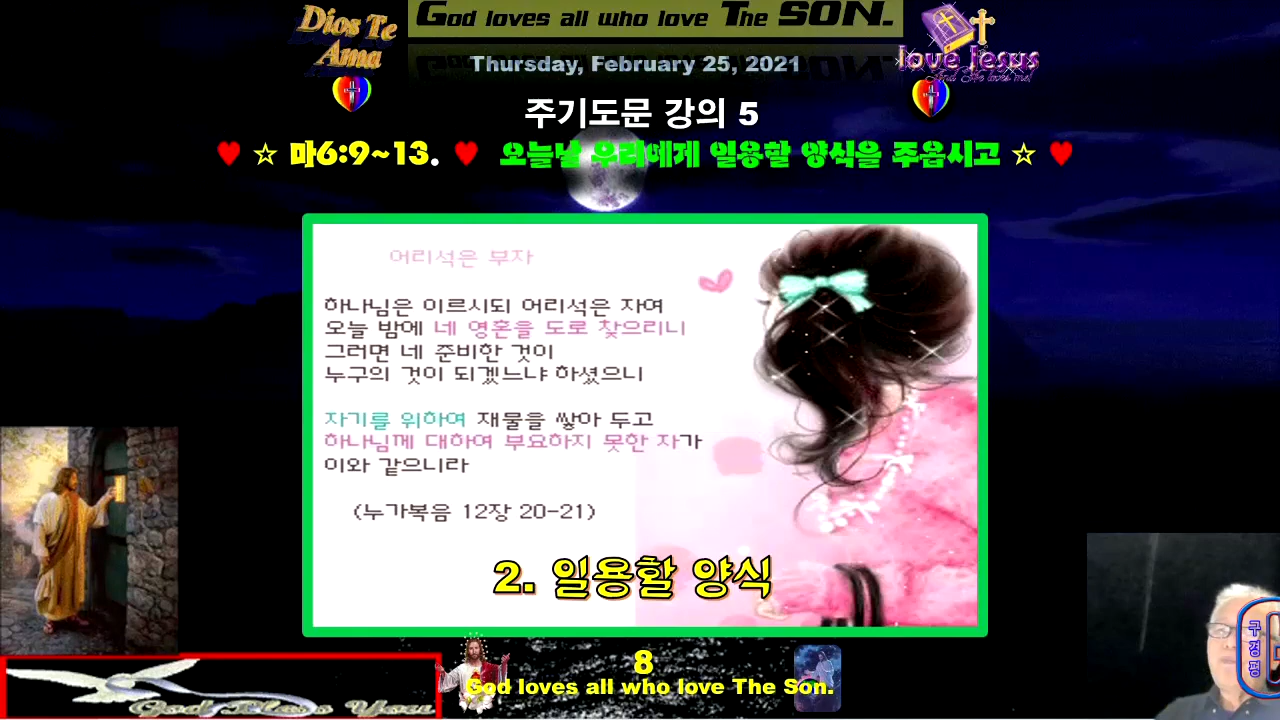 Dios Te Ama
God loves all who love The SON.
love Jesus
And He loves me!
Thursday, February 25, 2021
주기도문 강의 5
♥ ☆ 마6:9~13. ♥ 오늘날 우리에게 일용할 양식을 주옵시고 ☆ ♥
어리석은 부자
하나님은 이르시되 어리석은 자여
오늘 밤에 네 영혼을 도로 찾으리니
그러면 네 준비한 것이
누구의 것이 되겠느냐 하셨으니
자기를 위하여 재물을 쌓아 두고
하나님께 대하여 부요하지 못한 자가
이와 같으니라
(누가복음 12장 20-21)
2. 일용할 양식
8
God loves all who love The Son.
God Bless You